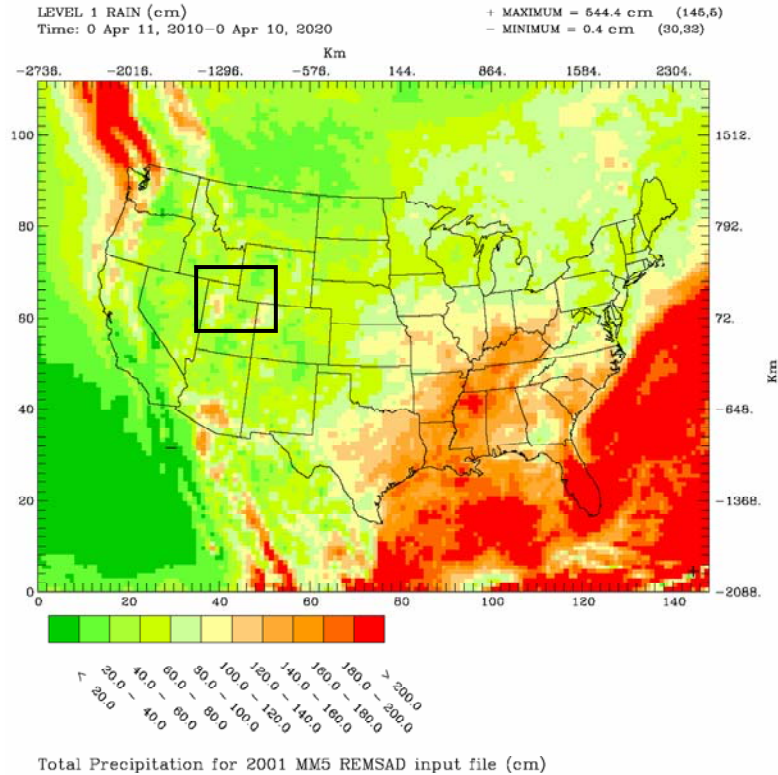 LEVEL 1 RAIN (cm)
+ MAXIMUM = 544.4 cm (145,5)
Time: 0 Apr 11, 2010–0 Apr 10, 2020
− MINIMUM = 0.4 cm (30,32)
Km
−2738. −2016. −1296. −576. 144. 864. 1584. 2304.
100 1512.
80 792.
60 72.
Km
40 −648.
20 −1368.
0 −2088.
0 20 40 60 80 100 120 140
< 20.0
20.0 − 40.0
40.0 − 60.0
60.0 − 80.0
80.0 − 100.0
100.0 − 120.0
120.0 − 140.0
140.0 − 160.0
160.0 − 180.0
180.0 − 200.0
> 200.0
Total Precipitation for 2001 MM5 REMSAD input file (cm)